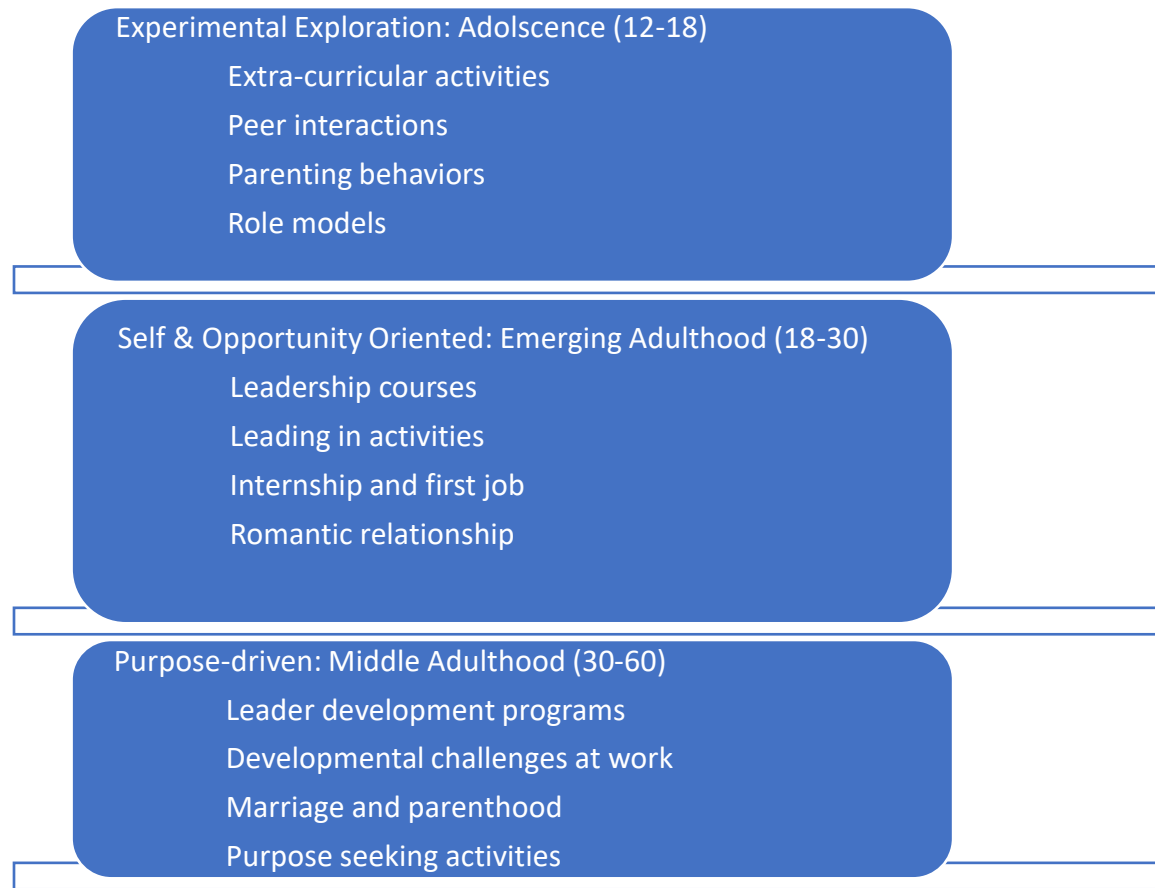 Experimental Exploration: Adolscence (12-18)
Extra-curricular activities
Peer interactions
Parenting behaviors
Role models
Self & Opportunity Oriented: Emerging Adulthood (18-30)
Leadership courses
Leading in activities
Internship and first job
Romantic relationship
Purpose-driven: Middle Adulthood (30-60)
Leader development programs
Developmental challenges at work
Marriage and parenthood
Purpose seeking activities